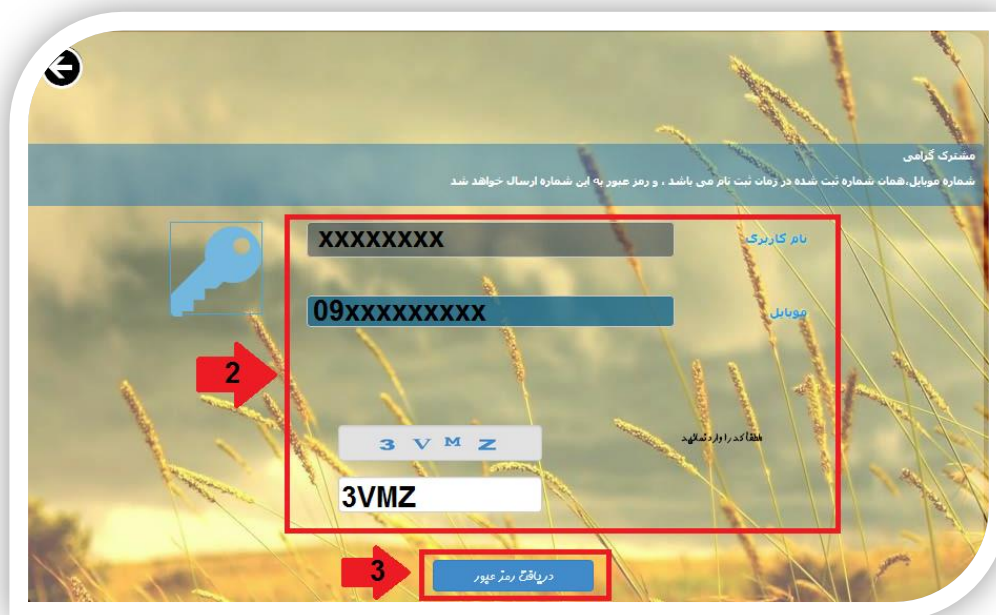 مشترک گرامی
شماره موبایل،همان شماره ثبت شده در زمان ثبت نام می باشد ، و رمز عبور به این شماره ارسال خواهد شد
نام کاربری
xxxxxxxx
موبایل
09xxxxxxxxx
2
3 V M Z
لطفاً کد را وارد نمائید
3VMZ
3
دریافت رمز عبور